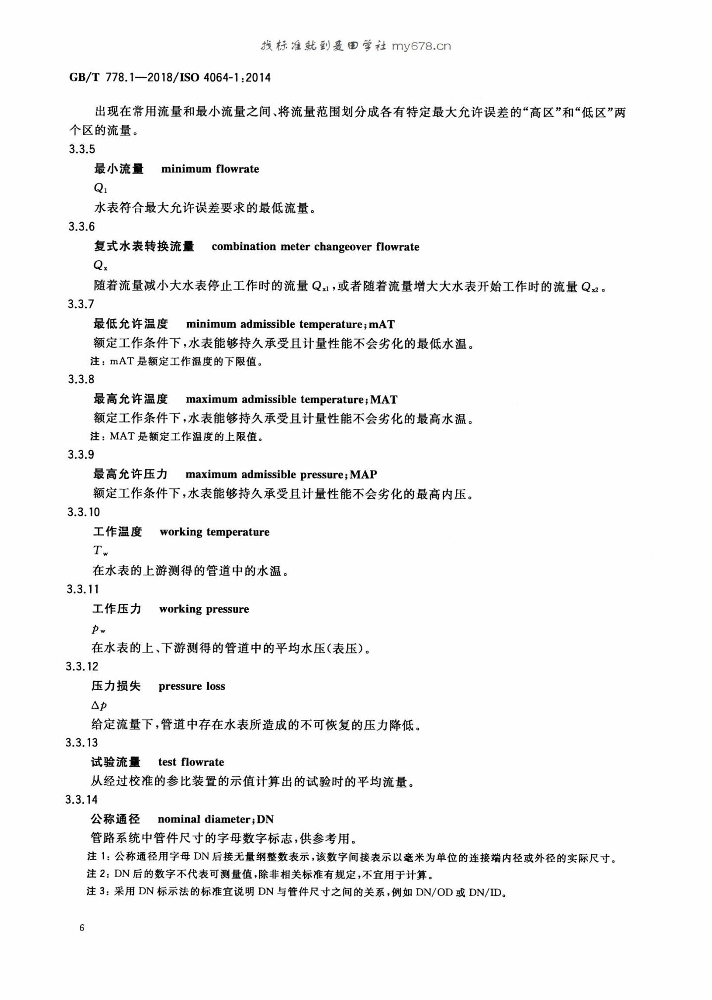 找标准就到麦田学社 my678.cn
GB/T 778.1—2018/ISO 4064-1:2014
出现在常用流量和最小流量之间、将流量范围划分成各有特定最大允许误差的“高区”和“低区”两
个区的流量。
3.3.5
最小流量 minimum flowrate
Q₁
水表符合最大允许误差要求的最低流量。
3.3.6
复式水表转换流量 combination meter changeover flowrate
Qₓ
随着流量减小大水表停止工作时的流量 Qₓ₁,或者随着流量增大大水表开始工作时的流量 Qₓ₂。
3.3.7
最低允许温度 minimum admissible temperature;mAT
额定工作条件下,水表能够持久承受且计量性能不会劣化的最低水温。
注:mAT 是额定工作温度的下限值。
3.3.8
最高允许温度 maximum admissible temperature;MAT
额定工作条件下,水表能够持久承受且计量性能不会劣化的最高水温。
注:MAT 是额定工作温度的上限值。
3.3.9
最高允许压力 maximum admissible pressure;MAP
额定工作条件下,水表能够持久承受且计量性能不会劣化的最高内压。
3.3.10
工作温度 working temperature
T w
在水表的上游测得的管道中的水温。
3.3.11
工作压力 working pressure
p w
在水表的上、下游测得的管道中的平均水压(表压)。
3.3.12
压力损失 pressure loss
Δp
给定流量下,管道中存在水表所造成的不可恢复的压力降低。
3.3.13
试验流量 test flowrate
从经过校准的参比装置的示值计算出的试验时的平均流量。
3.3.14
公称通径 nominal diameter;DN
管路系统中管件尺寸的字母数字标志,供参考用。
注 1:公称通径用字母 DN 后接无量纲整数表示,该数字间接表示以毫米为单位的连接端内径或外径的实际尺寸。
注 2:DN 后的数字不代表可测量值,除非相关标准有规定,不宜用于计算。
注 3:采用 DN 标示法的标准宜说明 DN 与管件尺寸之间的关系,例如 DN/OD 或 DN/ID。
6